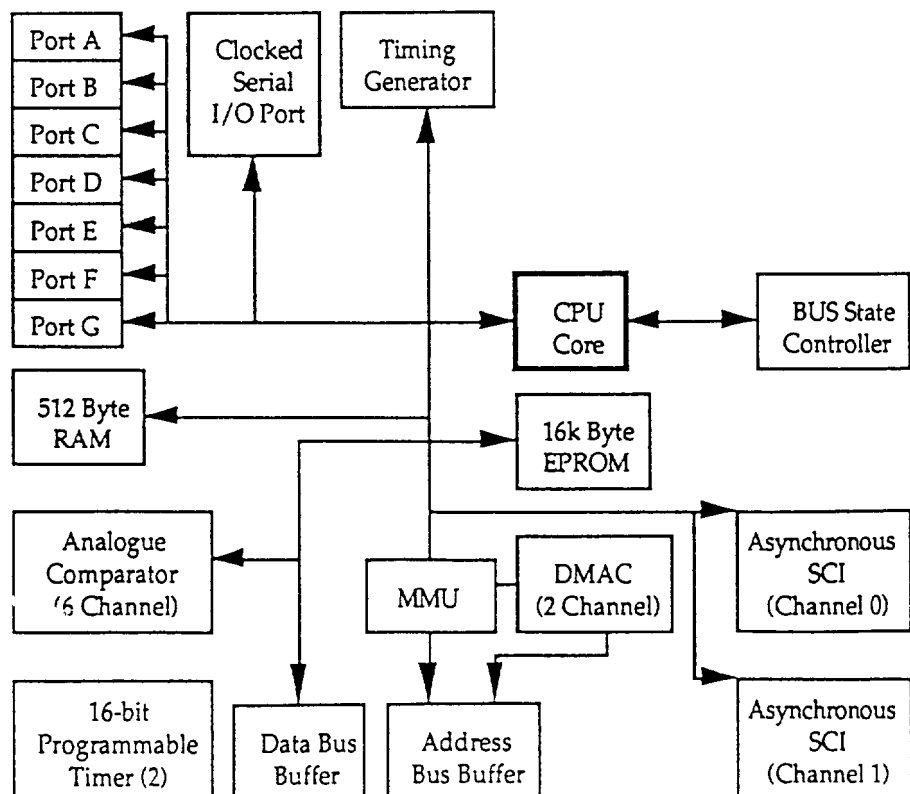 Port A
Port B
Port C
Port D
Port E
Port F
Port G
Clocked
Serial
I/O Port
Timing
Generator
CPU
Core
BUS State
Controller
512 Byte
RAM
16k Byte
EPROM
Analogue
Comparator
(6 Channel)
MMU
DMAC
(2 Channel)
Asynchronous
SCI
(Channel 0)
16-bit
Programmable
Timer (2)
Data Bus
Buffer
Address
Bus Buffer
Asynchronous
SCI
(Channel 1)